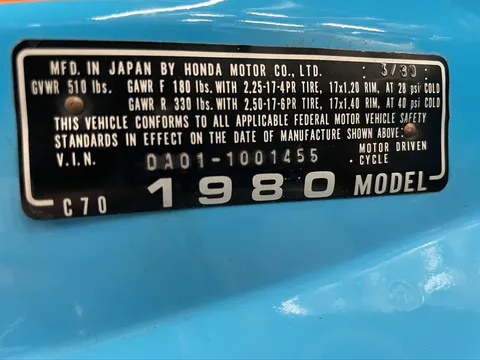 MFD. IN JAPAN BY HONDA MOTOR CO., LTD. : 3/80 :
GVWR 510 lbs. GAWR F 180 lbs. WITH 2.25-17-4PR TIRE, 17x1.20 RIM, AT 28 psi COLD
GAWR R 330 lbs. WITH 2.50-17-6PR TIRE, 17x1.40 RIM, AT 40 psi COLD
THIS VEHICLE CONFORMS TO ALL APPLICABLE FEDERAL MOTOR VEHICLE SAFETY
STANDARDS IN EFFECT ON THE DATE OF MANUFACTURE SHOWN ABOVE.
V.I.N. DA01-1001455 : MOTOR DRIVEN CYCLE
C70 1980 MODEL